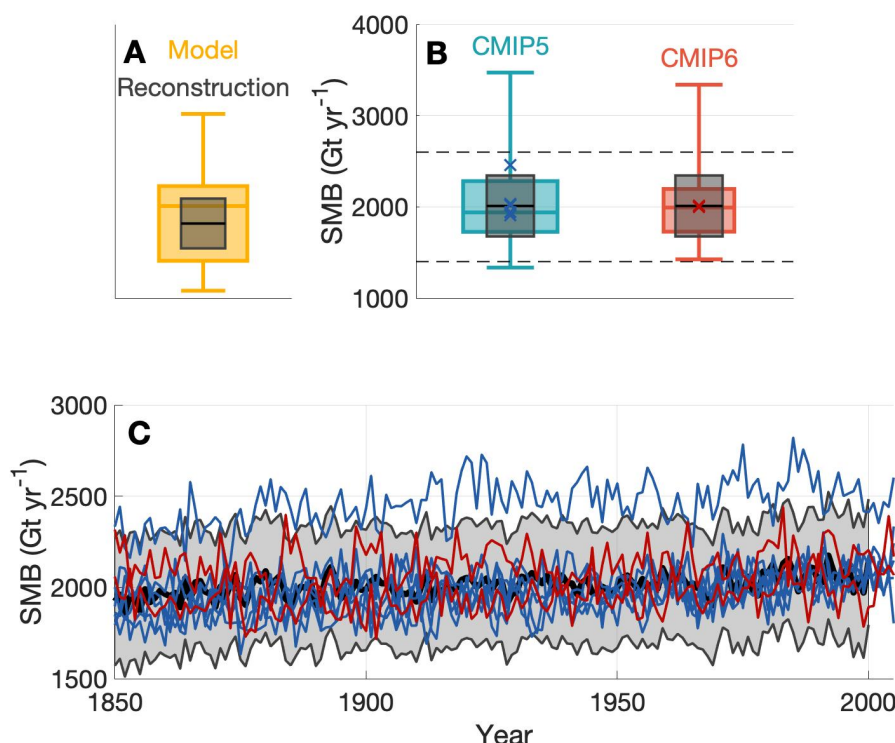 A
Model
Reconstruction
B
CMIP5
CMIP6
SMB (Gt yr-1)
4000
3000
2000
1000
C
SMB (Gt yr-1)
3000
2500
2000
1500
1850
1900
1950
2000
Year